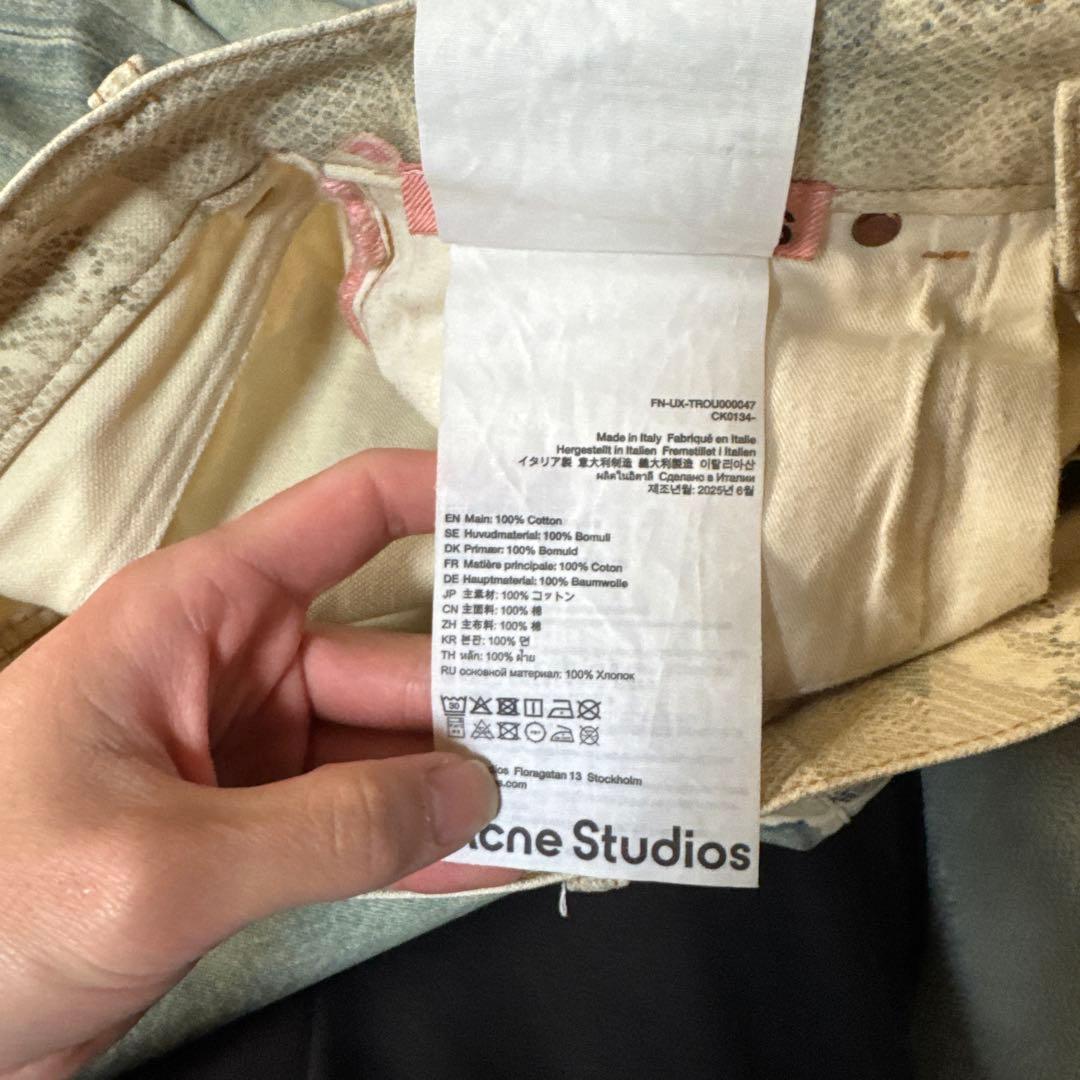 S
FN-UX-TROU000047
CK0134-
Made in Italy Fabriqué en Italie
Hergestellt in Italien Fremstillet i Italien
イタリア製 意大利制造 義大利製造 이탈리아산
ผลิตในอิตาลี Сделано в Италии
제조년월: 2025년 6월
EN Main: 100% Cotton
SE Huvudmaterial: 100% Bomull
DK Primær: 100% Bomuld
FR Matière principale: 100% Coton
DE Hauptmaterial: 100% Baumwolle
JP 主素材: 100% コットン
CN 主面料: 100% 棉
ZH 主布料: 100% 棉
KR 본판: 100% 면
TH หลัก: 100% ฝ้าย
RU основной материал: 100% Хлопок
30
Floragatan 13 Stockholm
.com
Acne Studios